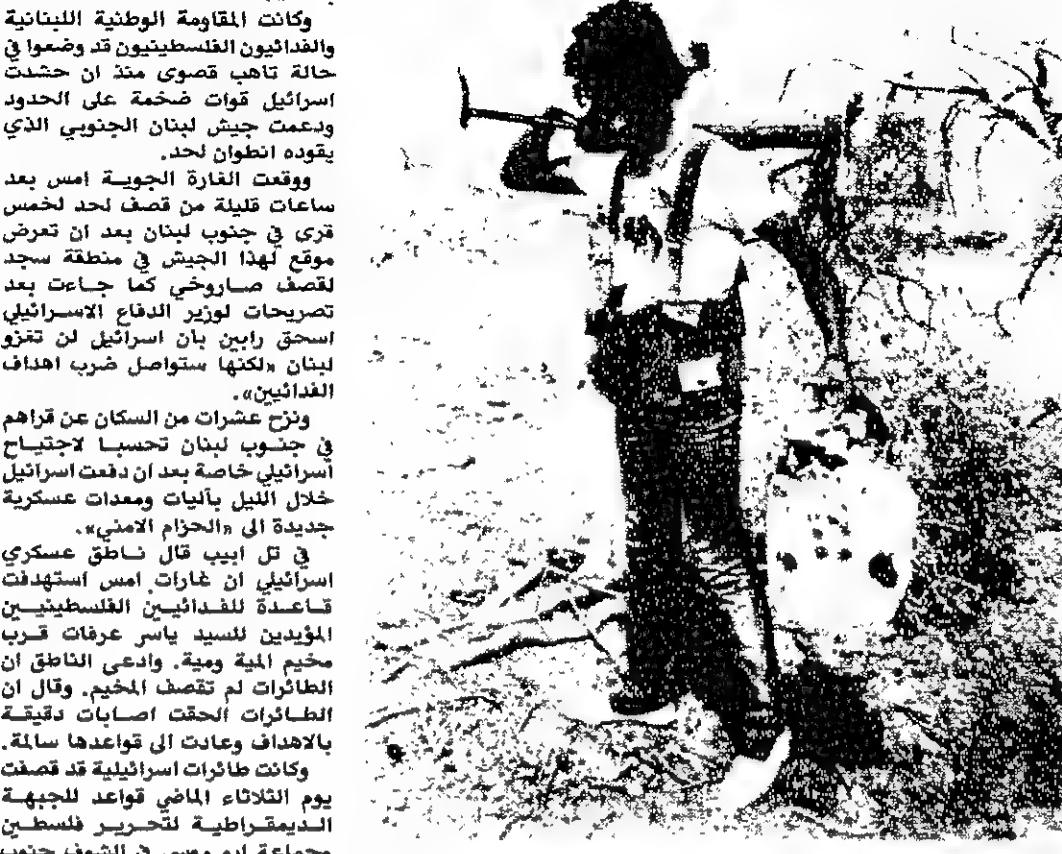 وكانت المقاومة الوطنية اللبنانية
والفدائيون الفلسطينيون قد وضعوا في
حالة تاهب قصوى منذ ان حشدت
اسرائيل قوات ضخمة على الحدود
ودعمت جيش لبنان الجنوبي الذي
يقوده انطوان لحد.
ووقعت الغارة الجوية امس بعد
ساعات قليلة من قصف لحد لخمس
قرى في جنوب لبنان بعد ان تعرض
موقع لهذا الجيش في منطقة سجد
لقصف صاروخي كما جاءت بعد
تصريحات لوزير الدفاع الاسرائيلي
اسحق رابين بان اسرائيل لن تغزو
لبنان «لكنها ستواصل ضرب اهداف
الفدائيين».
ونزح عشرات من السكان عن قراهم
في جنوب لبنان تحسبا لاجتياح
اسرائيلي خاصة بعد ان دفعت اسرائيل
خلال الليل بآليات ومعدات عسكرية
جديدة الى «الحزام الامني».
في تل ابيب قال ناطق عسكري
اسرائيلي ان غارات امس استهدفت
قاعدة للفدائيين الفلسطينيين
المؤيدين للسيد ياسر عرفات قرب
مخيم المية ومية. وادعى الناطق ان
الطائرات لم تقصف المخيم. وقال ان
الطائرات الحقت اصابات دقيقة
بالاهداف وعادت الى قواعدها سالمة.
وكانت طائرات اسرائيلية قد قصفت
يوم الثلاثاء الماضي قواعد للجبهة
الديمقراطية لتحرير فلسطين
وجماعة ابو موسى في الشوف جنوب